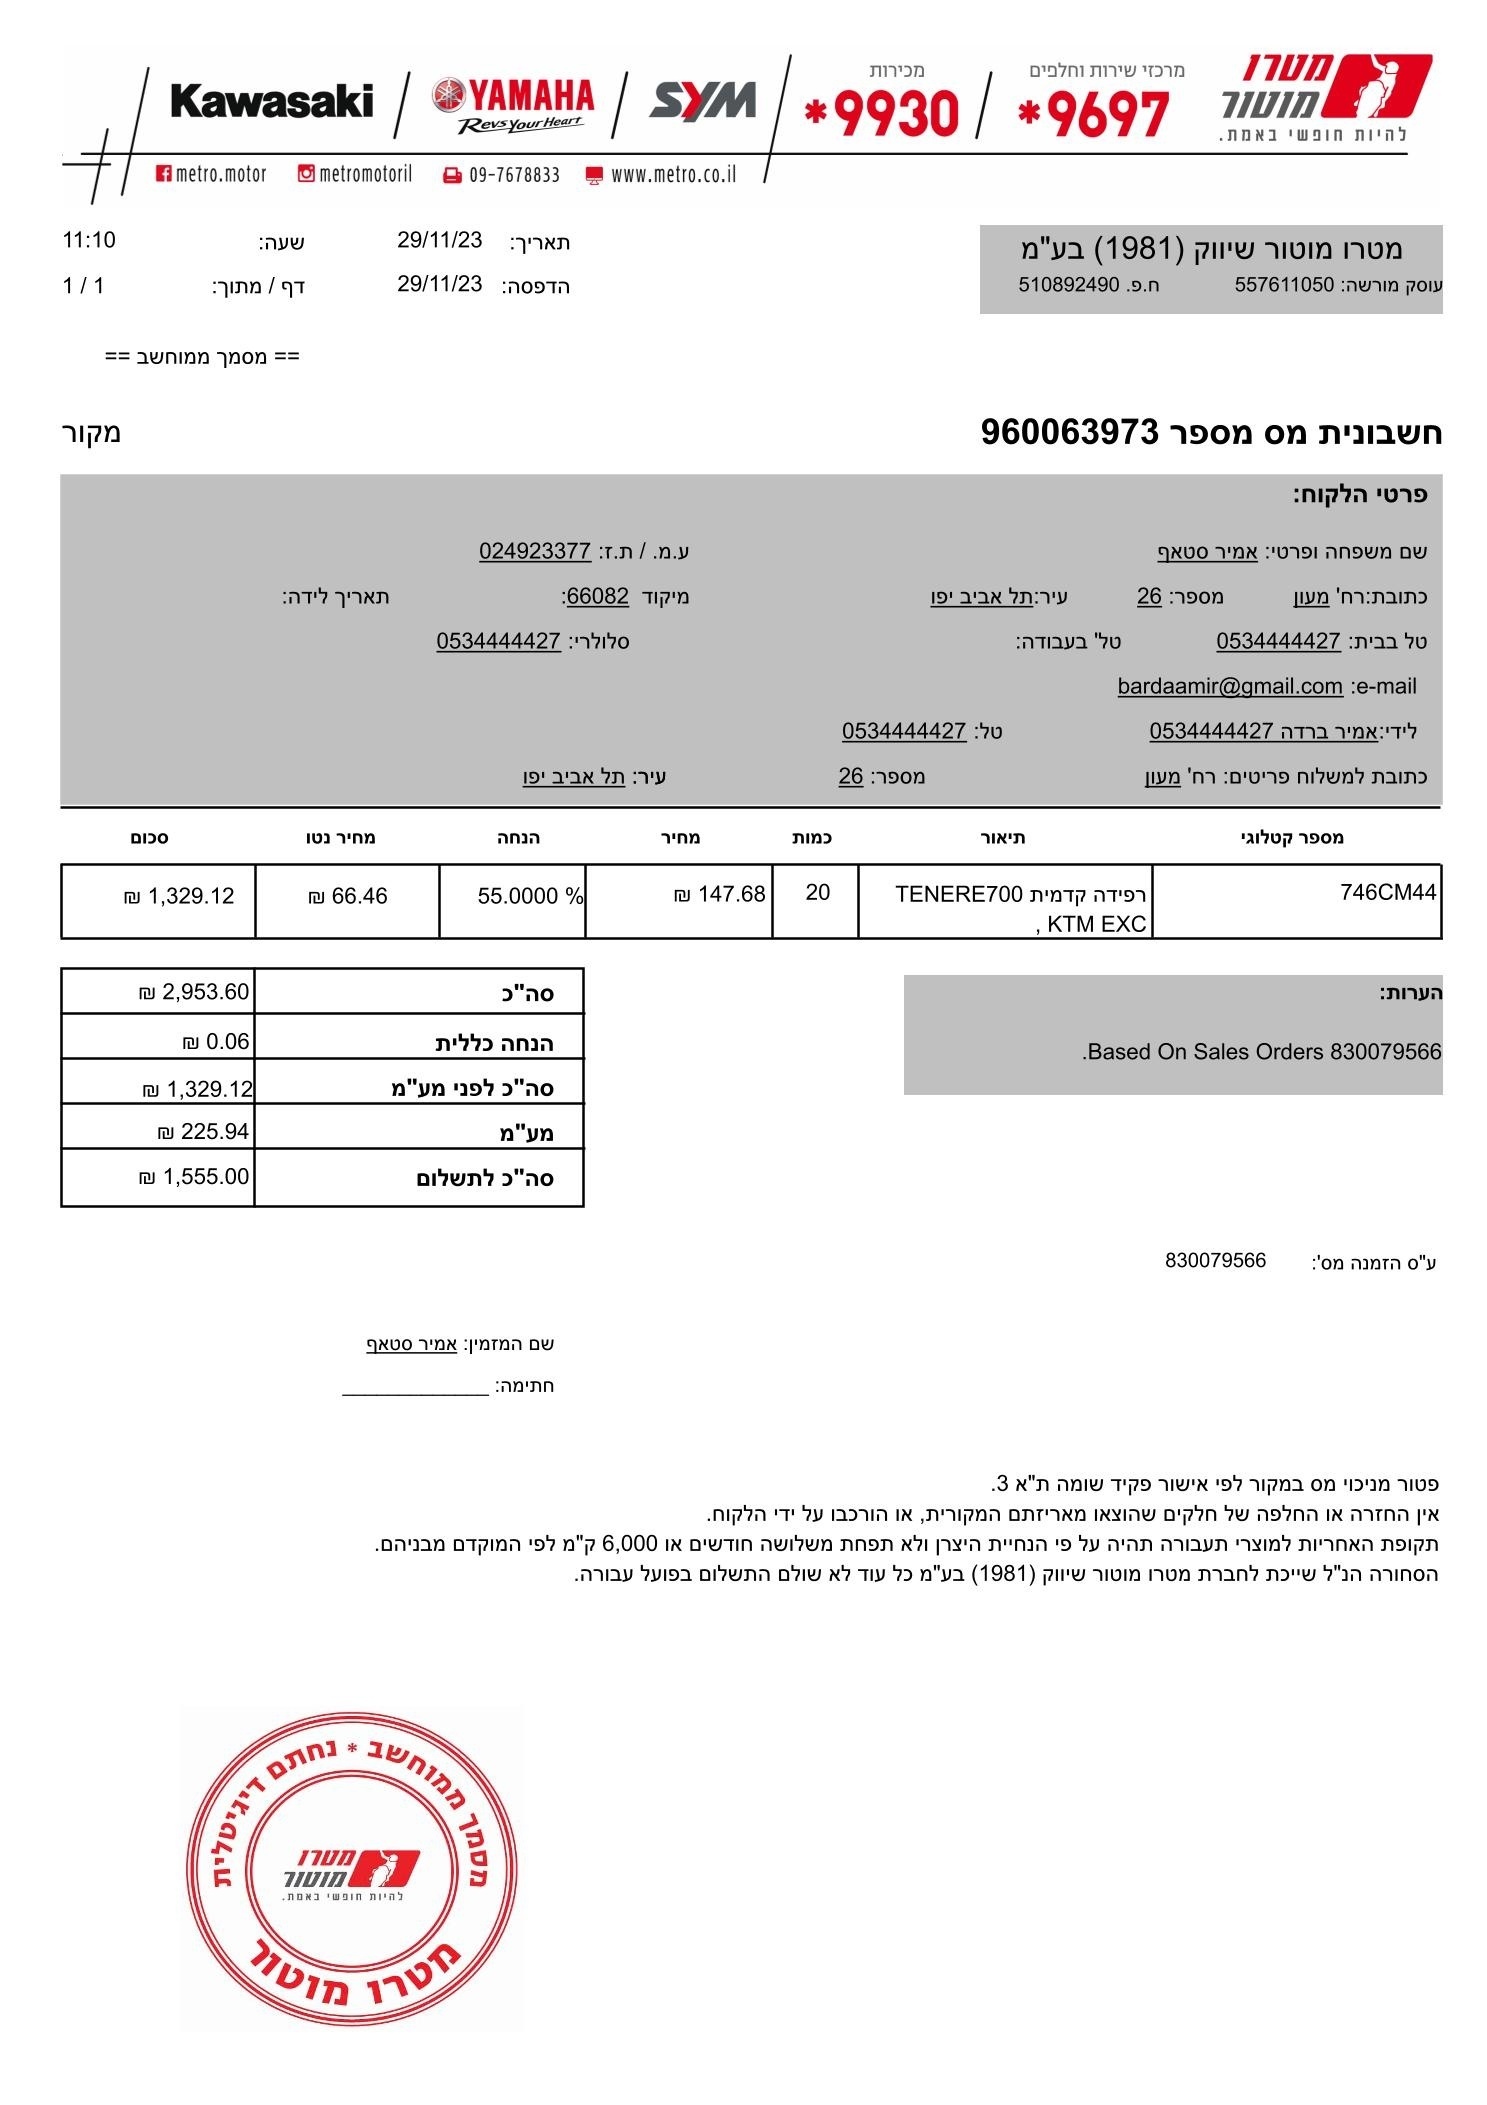 Kawasaki
YAMAHA
Revs Your Heart
SYM
מכירות
*9930
מרכזי שירות וחלפים
*9697
מטרו
מוטור
להיות חופשי באמת.
metro.motor metromotoril 09-7678833 www.metro.co.il
מטרו מוטור שיווק (1981) בע"מ
עוסק מורשה: 557611050 ח.פ. 510892490
תאריך: 29/11/23 שעה: 11:10
הדפסה: 29/11/23 דף / מתוך: 1 / 1
== מסמך ממוחשב ==
חשבונית מס מספר 960063973 מקור
פרטי הלקוח:
שם משפחה ופרטי: אמיר סטאף ע.מ. / ת.ז: 024923377
כתובת:רח' מעון מספר: 26 עיר:תל אביב יפו מיקוד 66082: תאריך לידה:
טל בבית: 0534444427 טל' בעבודה: סלולרי: 0534444427
e-mail: bardaamir@gmail.com
לידי:אמיר ברדה 0534444427 טל: 0534444427
כתובת למשלוח פריטים: רח' מעון מספר: 26 עיר: תל אביב יפו
מספר קטלוגי תיאור כמות מחיר הנחה מחיר נטו סכום
746CM44 רפידה קדמית TENERE700 20 147.68 ₪ 55.0000 % 66.46 ₪ 1,329.12 ₪
, KTM EXC
סה"כ 2,953.60 ₪
הנחה כללית 0.06 ₪
סה"כ לפני מע"מ 1,329.12 ₪
מע"מ 225.94 ₪
סה"כ לתשלום 1,555.00 ₪
הערות:
Based On Sales Orders 830079566.
ע"ס הזמנה מס': 830079566
שם המזמין: אמיר סטאף
חתימה: _____________
פטור מניכוי מס במקור לפי אישור פקיד שומה ת"א 3.
אין החזרה או החלפה של חלקים שהוצאו מאריזתם המקורית, או הורכבו על ידי הלקוח.
תקופת האחריות למוצרי תעבורה תהיה על פי הנחיית היצרן ולא תפחת משלושה חודשים או 6,000 ק"מ לפי המוקדם מבניהם.
הסחורה הנ"ל שייכת לחברת מטרו מוטור שיווק (1981) בע"מ כל עוד לא שולם התשלום בפועל עבורה.
מסמך ממוחשב * נחתם דיגיטלית
מטרו
מוטור
להיות חופשי באמת.
מטרו מוטור